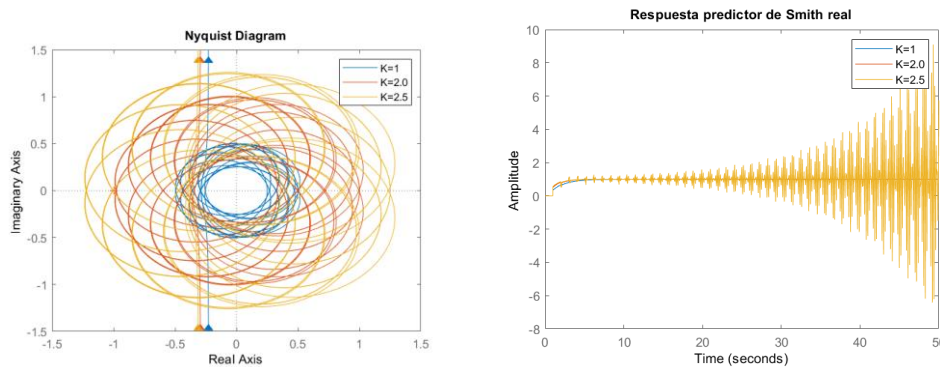 Nyquist Diagram
1.5
1
0.5
0
-0.5
-1
-1.5
Imaginary Axis
K=1
K=2.0
K=2.5
-1.5 -1 -0.5 0 0.5 1 1.5
Real Axis
Respuesta predictor de Smith real
10
8
6
4
2
0
-2
-4
-6
-8
Amplitude
K=1
K=2.0
K=2.5
0 10 20 30 40 50
Time (seconds)